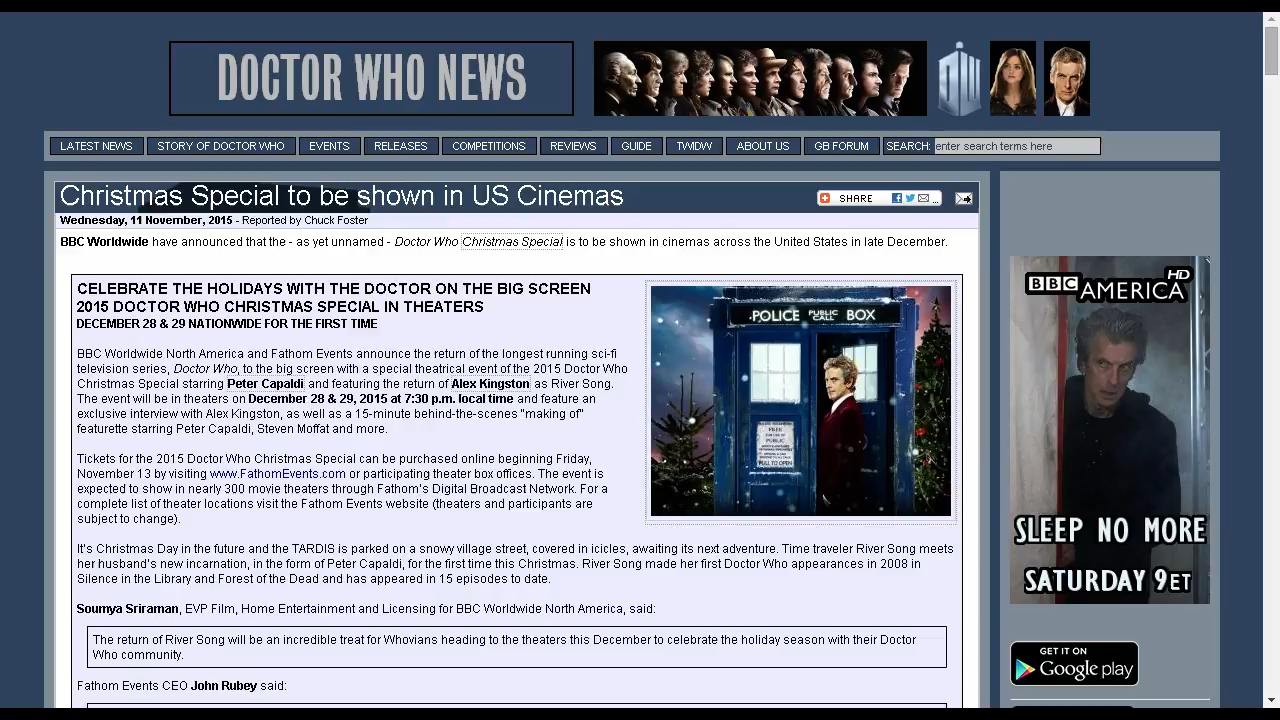 DOCTOR WHO NEWS
LATEST NEWS
STORY OF DOCTOR WHO
EVENTS
RELEASES
COMPETITIONS
REVIEWS
GUIDE
TWIDW
ABOUT US
GB FORUM
SEARCH: enter search terms here
Christmas Special to be shown in US Cinemas
SHARE
Wednesday, 11 November, 2015 - Reported by Chuck Foster
BBC Worldwide have announced that the - as yet unnamed - Doctor Who Christmas Special is to be shown in cinemas across the United States in late December.
CELEBRATE THE HOLIDAYS WITH THE DOCTOR ON THE BIG SCREEN
2015 DOCTOR WHO CHRISTMAS SPECIAL IN THEATERS
DECEMBER 28 & 29 NATIONWIDE FOR THE FIRST TIME
BBC Worldwide North America and Fathom Events announce the return of the longest running sci-fi
television series, Doctor Who, to the big screen with a special theatrical event of the 2015 Doctor Who
Christmas Special starring Peter Capaldi and featuring the return of Alex Kingston as River Song.
The event will be in theaters on December 28 & 29, 2015 at 7:30 p.m. local time and feature an
exclusive interview with Alex Kingston, as well as a 15-minute behind-the-scenes "making of"
featurette starring Peter Capaldi, Steven Moffat and more.
Tickets for the 2015 Doctor Who Christmas Special can be purchased online beginning Friday,
November 13 by visiting www.FathomEvents.com or at participating theater box offices. The event is
expected to show in nearly 300 movie theaters through Fathom's Digital Broadcast Network. For a
complete list of theater locations visit the Fathom Events website (theaters and participants are
subject to change).
It's Christmas Day in the future and the TARDIS is parked on a snowy village street, covered in icicles, awaiting its next adventure. Time traveler River Song meets
her husband's new incarnation, in the form of Peter Capaldi, for the first time this Christmas. River Song made her first Doctor Who appearances in 2008 in
Silence in the Library and Forest of the Dead and has appeared in 15 episodes to date.
Soumya Sriraman, EVP Film, Home Entertainment and Licensing for BBC Worldwide North America, said:
The return of River Song will be an incredible treat for Whovians heading to the theaters this December to celebrate the holiday season with their Doctor
Who community.
Fathom Events CEO John Rubey said:
POLICE PUBLIC CALL BOX
PULL TO OPEN
BBC AMERICA HD
SLEEP NO MORE
SATURDAY 9ET
GET IT ON
Google play